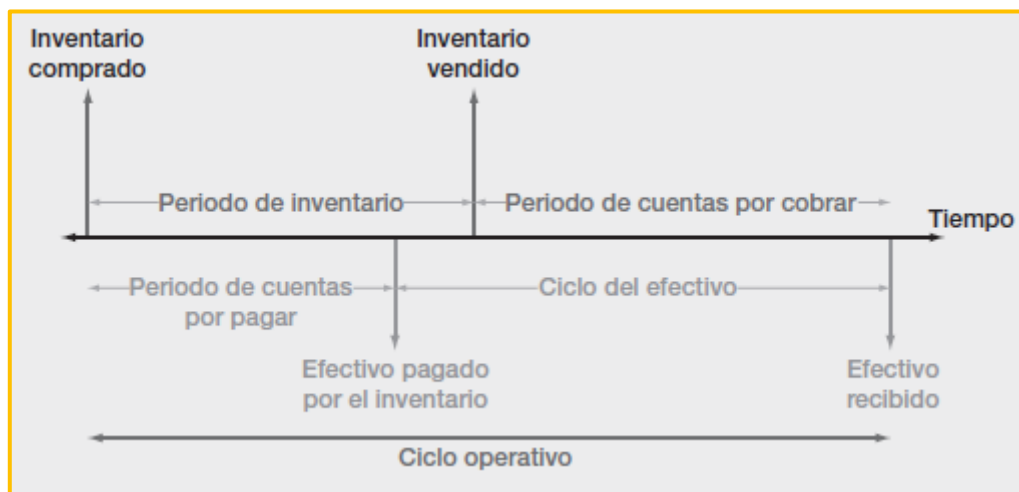 Inventario
comprado
Inventario
vendido
Periodo de inventario
Periodo de cuentas por cobrar
Tiempo
Periodo de cuentas
por pagar
Ciclo del efectivo
Efectivo pagado
por el inventario
Efectivo
recibido
Ciclo operativo